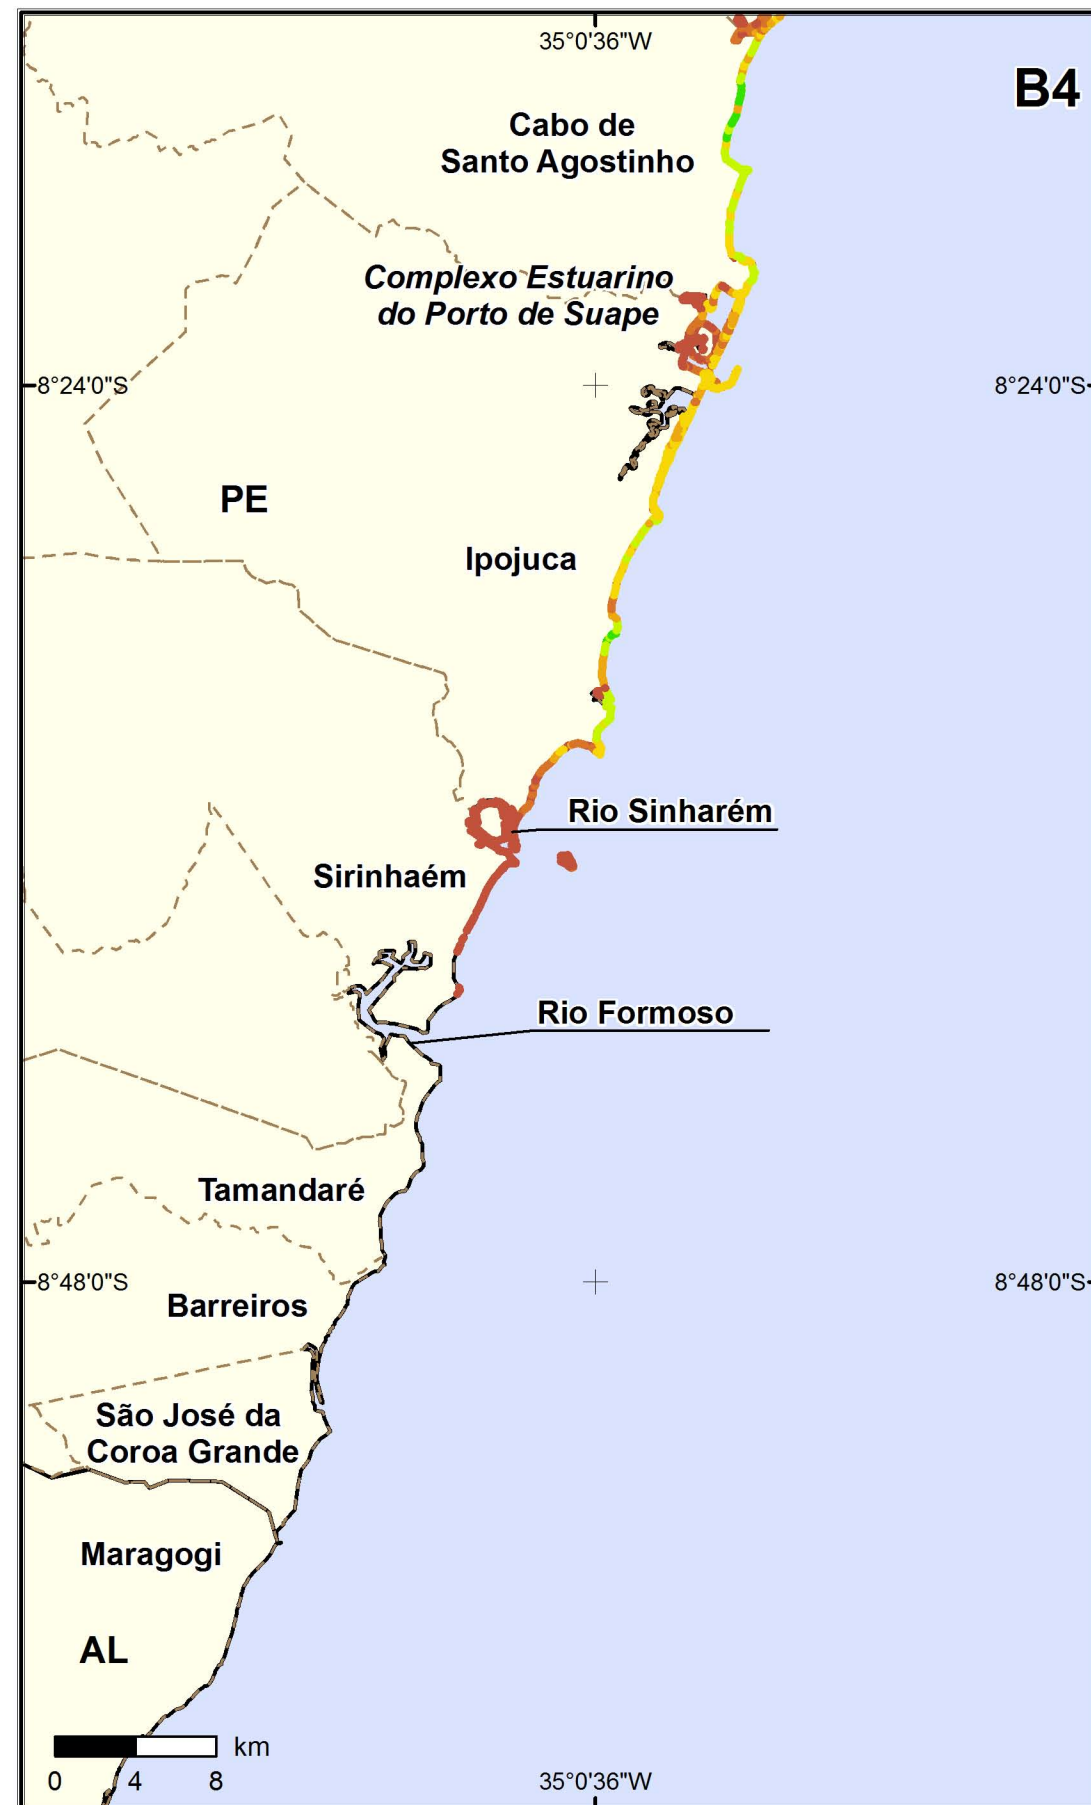 35°0'36"W
B4
Cabo de
Santo Agostinho
Complexo Estuarino
do Porto de Suape
8°24'0"S
8°24'0"S
PE
Ipojuca
Rio Sinharém
Sirinhaém
Rio Formoso
Tamandaré
8°48'0"S
8°48'0"S
Barreiros
São José da
Coroa Grande
Maragogi
AL
km
0 4 8
35°0'36"W